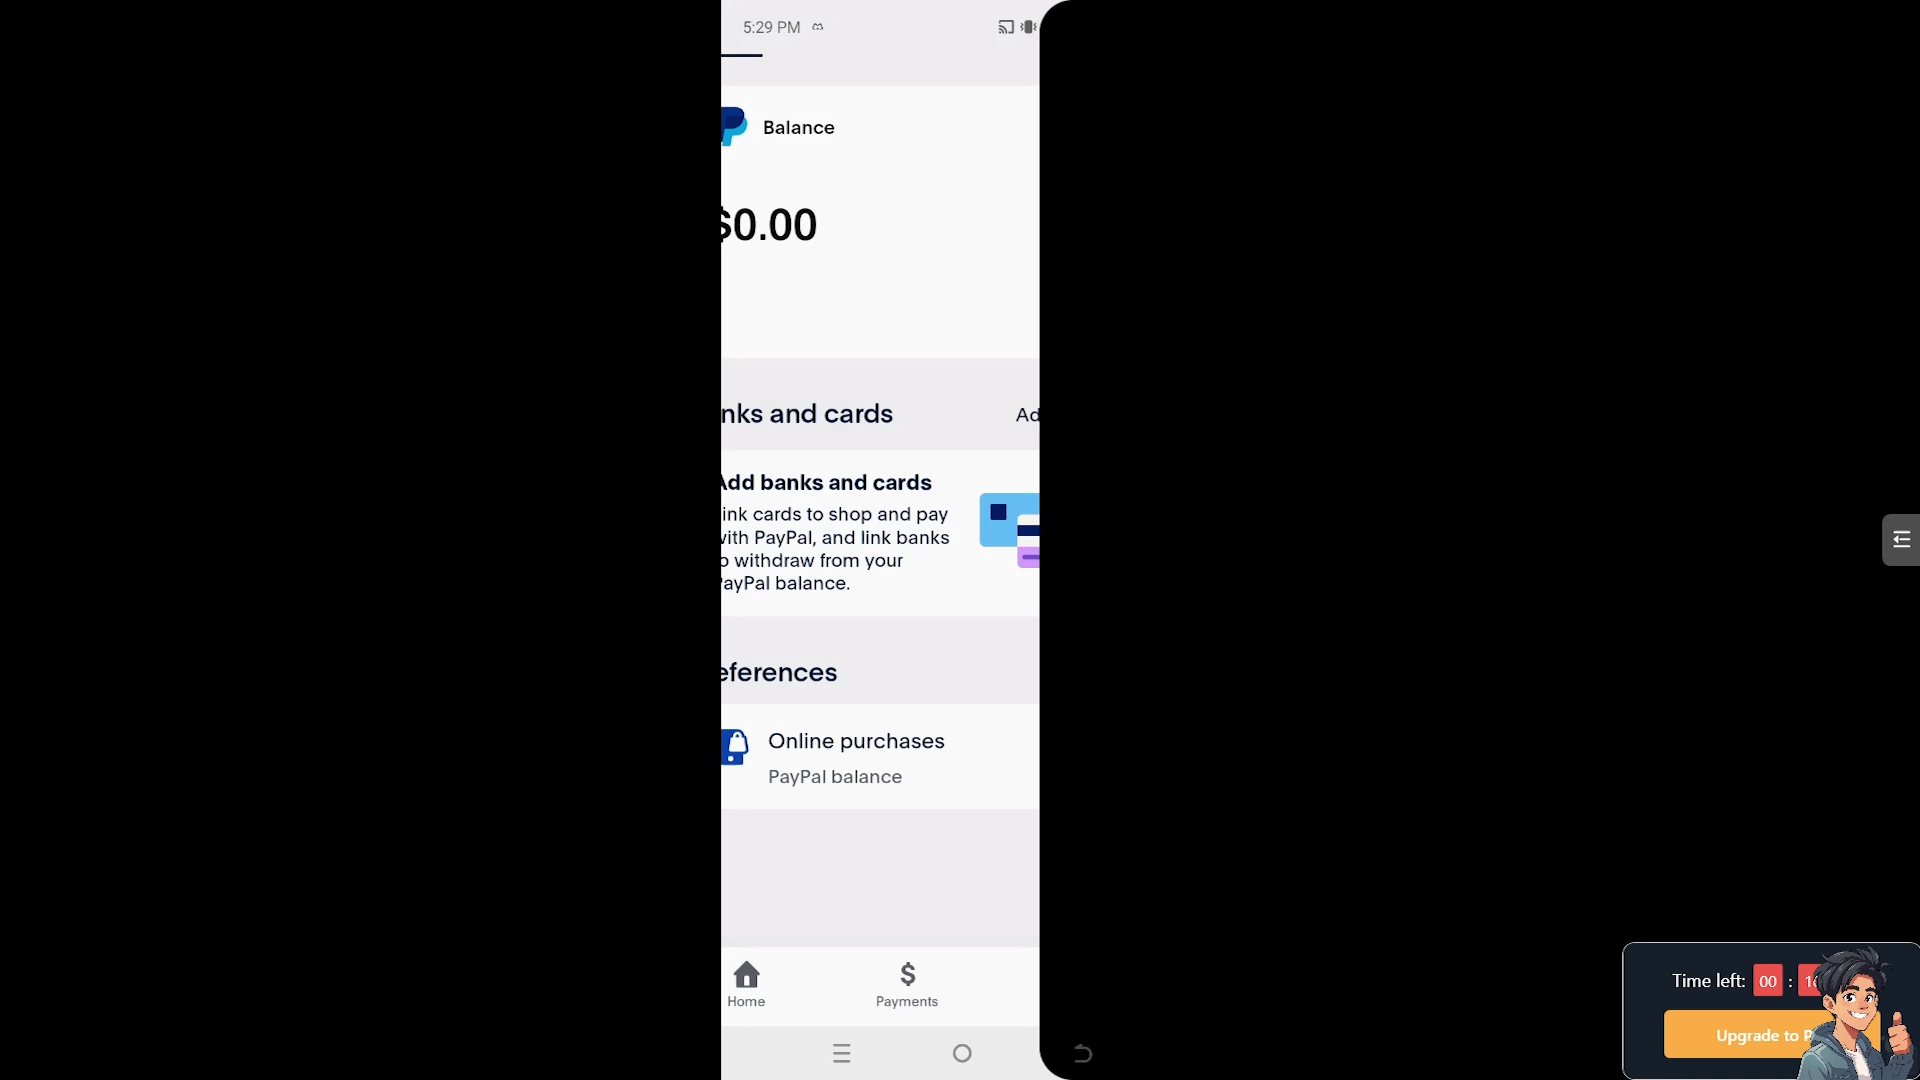 5:29 PM
Balance
$0.00
nks and cards
Ad
Add banks and cards
ink cards to shop and pay
with PayPal, and link banks
o withdraw from your
PayPal balance.
eferences
Online purchases
PayPal balance
Home
Payments
Time left: 00 :
Upgrade to P